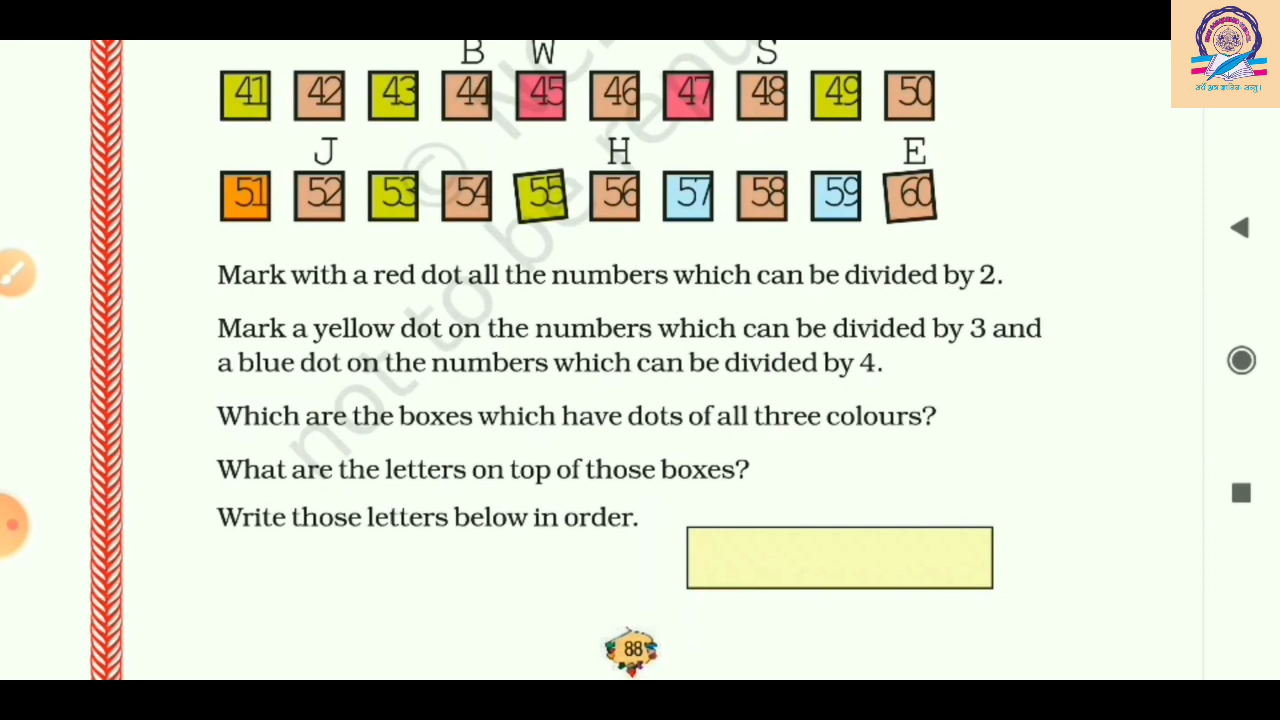 B W S
41 42 43 44 45 46 47 48 49 50
J H E
51 52 53 54 55 56 57 58 59 60
Mark with a red dot all the numbers which can be divided by 2.
Mark a yellow dot on the numbers which can be divided by 3 and
a blue dot on the numbers which can be divided by 4.
Which are the boxes which have dots of all three colours?
What are the letters on top of those boxes?
Write those letters below in order.
88
not to be repu